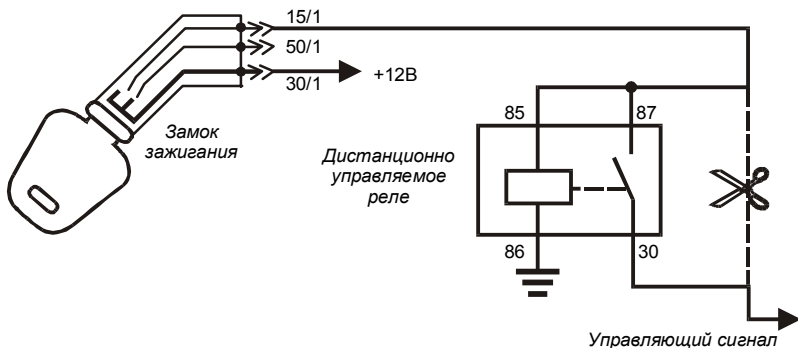 15/1
50/1
30/1
+12В
Замок
зажигания
Дистанционно
управляемое
реле
85
87
86
30
Управляющий сигнал